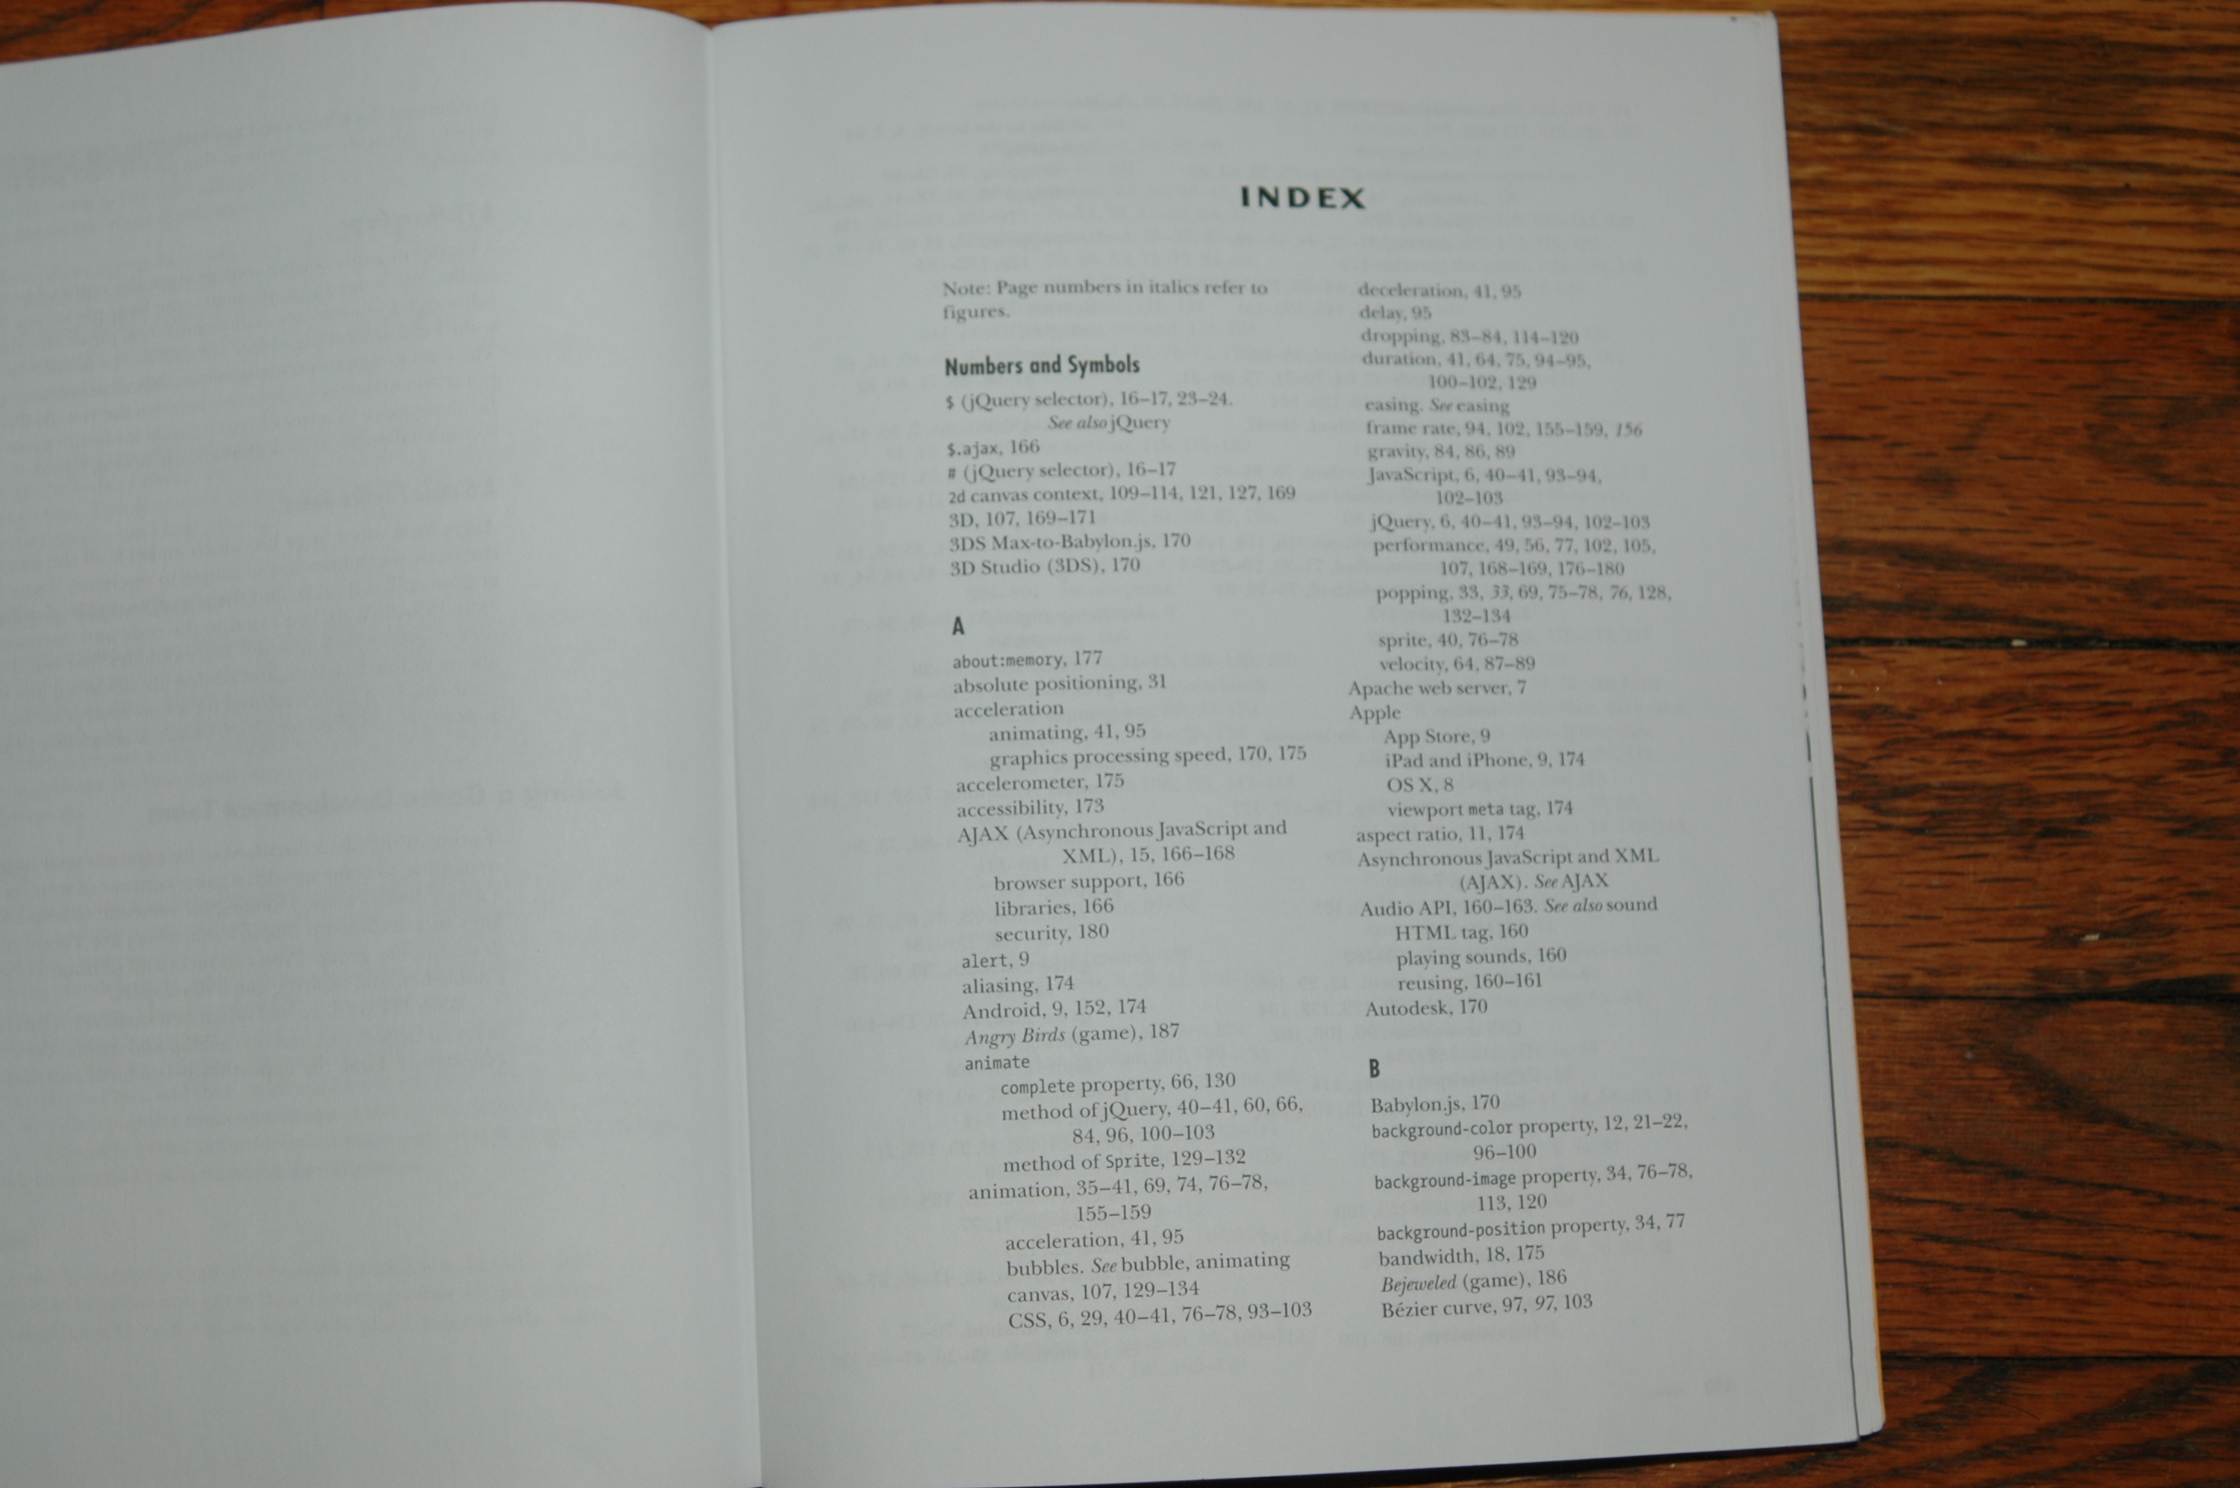 INDEX
Note: Page numbers in italics refer to
figures.
Numbers and Symbols
$ (jQuery selector), 16–17, 23–24.
See also jQuery
$.ajax, 166
# (jQuery selector), 16–17
2d canvas context, 109–114, 121, 127, 169
3D, 107, 169–171
3DS Max-to-Babylon.js, 170
3D Studio (3DS), 170
A
about:memory, 177
absolute positioning, 31
acceleration
animating, 41, 95
graphics processing speed, 170, 175
accelerometer, 175
accessibility, 173
AJAX (Asynchronous JavaScript and
XML), 15, 166–168
browser support, 166
libraries, 166
security, 180
alert, 9
aliasing, 174
Android, 9, 152, 174
Angry Birds (game), 187
animate
complete property, 66, 130
method of jQuery, 40–41, 60, 66,
84, 96, 100–103
method of Sprite, 129–132
animation, 35–41, 69, 74, 76–78,
155–159
acceleration, 41, 95
bubbles. See bubble, animating
canvas, 107, 129–134
CSS, 6, 29, 40–41, 76–78, 93–103
deceleration, 41, 95
delay, 95
dropping, 83–84, 114–120
duration, 41, 64, 75, 94–95,
100–102, 129
easing. See easing
frame rate, 94, 102, 155–159, 156
gravity, 84, 86, 89
JavaScript, 6, 40–41, 93–94,
102–103
jQuery, 6, 40–41, 93–94, 102–103
performance, 49, 56, 77, 102, 105,
107, 168–169, 176–180
popping, 33, 33, 69, 75–78, 76, 128,
132–134
sprite, 40, 76–78
velocity, 64, 87–89
Apache web server, 7
Apple
App Store, 9
iPad and iPhone, 9, 174
OS X, 8
viewport meta tag, 174
aspect ratio, 11, 174
Asynchronous JavaScript and XML
(AJAX). See AJAX
Audio API, 160–163. See also sound
HTML tag, 160
playing sounds, 160
reusing, 160–161
Autodesk, 170
B
Babylon.js, 170
background-color property, 12, 21–22,
96–100
background-image property, 34, 76–78,
113, 120
background-position property, 34, 77
bandwidth, 18, 175
Bejeweled (game), 186
Bézier curve, 97, 97, 103